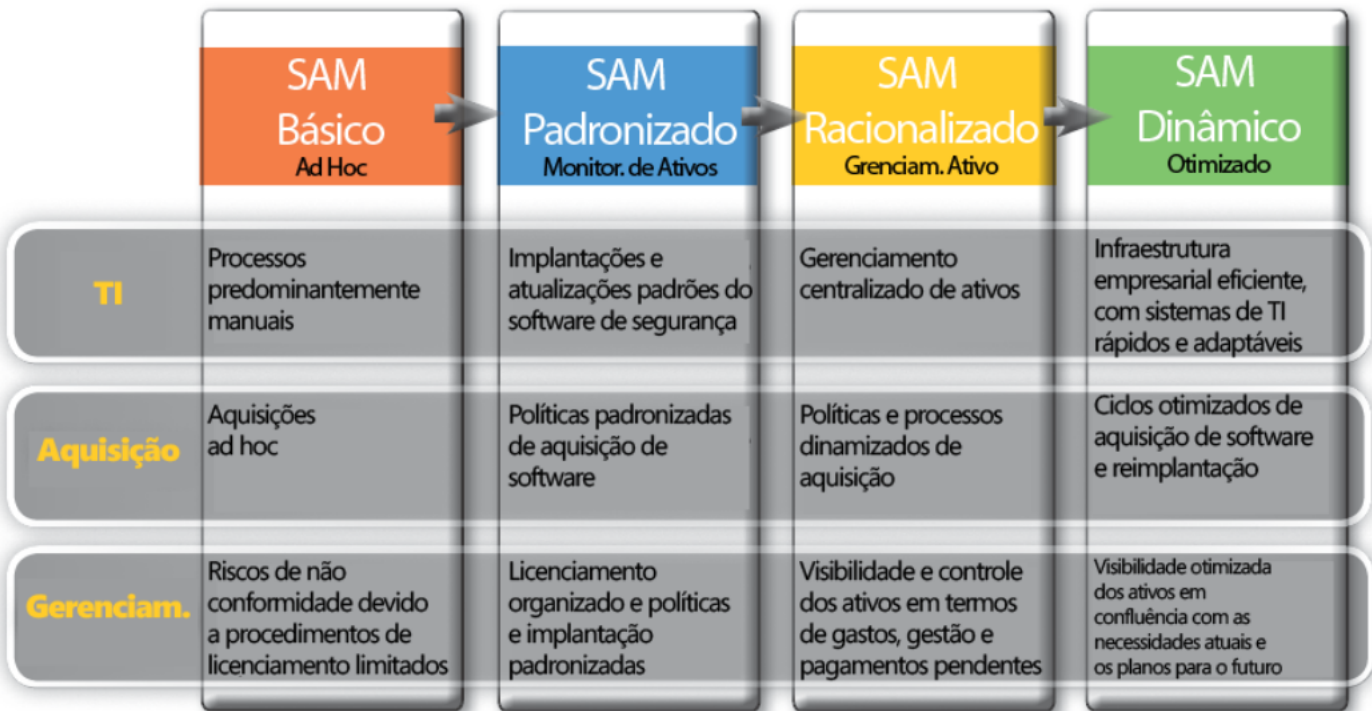 SAM
Básico
Ad Hoc
SAM
Padronizado
Monitor. de Ativos
SAM
Racionalizado
Grenciam. Ativo
SAM
Dinâmico
Otimizado
TI
Processos
predominantemente
manuais
Implantações e
atualizações padrões do
software de segurança
Gerenciamento
centralizado de ativos
Infraestrutura
empresarial eficiente,
com sistemas de TI
rápidos e adaptáveis
Aquisição
Aquisições
ad hoc
Políticas padronizadas
de aquisição de
software
Políticas e processos
dinamizados de
aquisição
Ciclos otimizados de
aquisição de software
e reimplantação
Gerenciam.
Riscos de não
conformidade devido
a procedimentos de
licenciamento limitados
Licenciamento
organizado e políticas
e implantação
padronizadas
Visibilidade e controle
dos ativos em termos
de gastos, gestão e
pagamentos pendentes
Visibilidade otimizada
dos ativos em
confluência com as
necessidades atuais e
os planos para o futuro